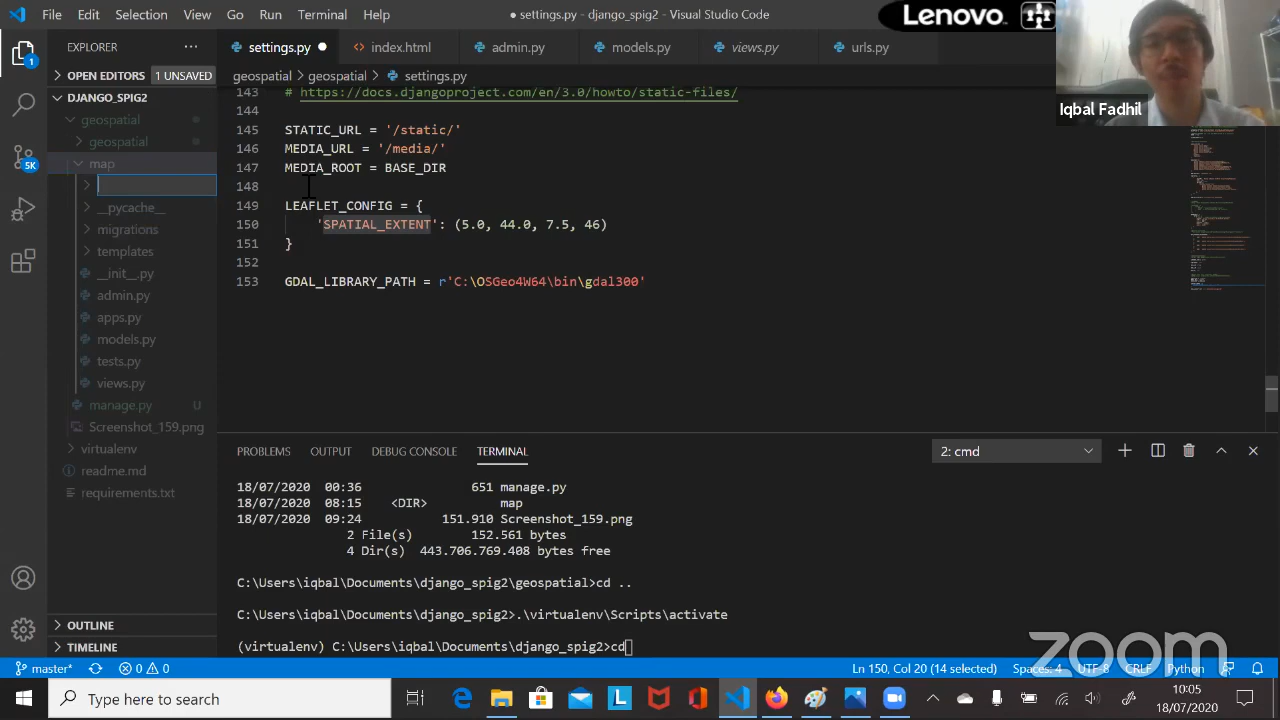 File Edit Selection View Go Run Terminal Help
● settings.py - django_spig2 - Visual Studio Code
Lenovo
EXPLORER
settings.py
index.html
admin.py
models.py
views.py
urls.py
Iqbal Fadhil
OPEN EDITORS 1 UNSAVED
geospatial > geospatial > settings.py
DJANGO_SPIG2
geospatial
geospatial
map
__pycache__
migrations
templates
__init__.py
admin.py
apps.py
models.py
tests.py
views.py
manage.py U
Screenshot_159.png
virtualenv
readme.md
requirements.txt
OUTLINE
TIMELINE
143 # https://docs.djangoproject.com/en/3.0/howto/static-files/
144
145 STATIC_URL = '/static/'
146 MEDIA_URL = '/media/'
147 MEDIA_ROOT = BASE_DIR
148
149 LEAFLET_CONFIG = {
150 'SPATIAL_EXTENT': (5.0, 44.0, 7.5, 46)
151 }
152
153 GDAL_LIBRARY_PATH = r'C:\OSGEO4W64\bin\gdal300'
PROBLEMS OUTPUT DEBUG CONSOLE TERMINAL 2: cmd
18/07/2020 00:36 651 manage.py
18/07/2020 08:15 <DIR> map
18/07/2020 09:24 151.910 Screenshot_159.png
2 File(s) 152.561 bytes
4 Dir(s) 443.706.769.408 bytes free
C:\Users\iqbal\Documents\django_spig2\geospatial>cd ..
C:\Users\iqbal\Documents\django_spig2>.\virtualenv\Scripts\activate
(virtualenv) C:\Users\iqbal\Documents\django_spig2>cd
zoom
1
5K
master* 0 0 Ln 150, Col 20 (14 selected) Spaces: 4 UTF-8 CRLF Python
Type here to search
10:05
18/07/2020